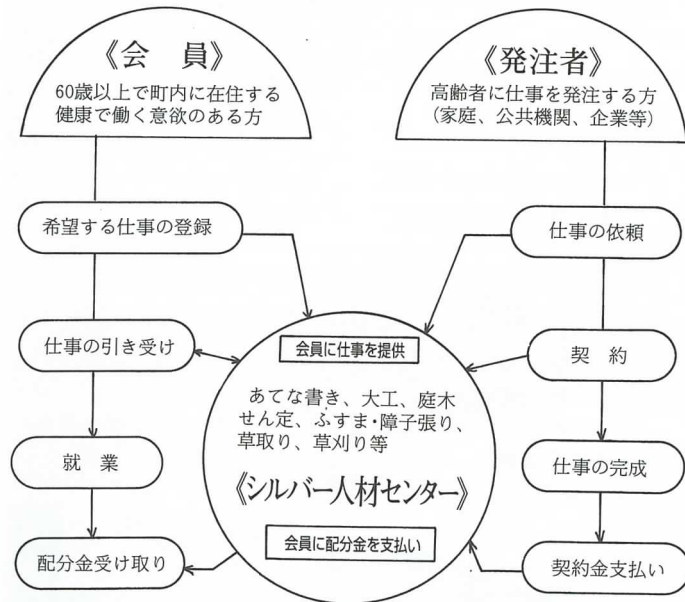 《会　員》
60歳以上で町内に在住する
健康で働く意欲のある方
希望する仕事の登録
仕事の引き受け
就　業
配分金受け取り
《発注者》
高齢者に仕事を発注する方
（家庭、公共機関、企業等）
仕事の依頼
契　約
仕事の完成
契約金支払い
会員に仕事を提供
あてな書き、大工、庭木
せん定、ふすま・障子張り、
草取り、草刈り等
《シルバー人材センター》
会員に配分金を支払い